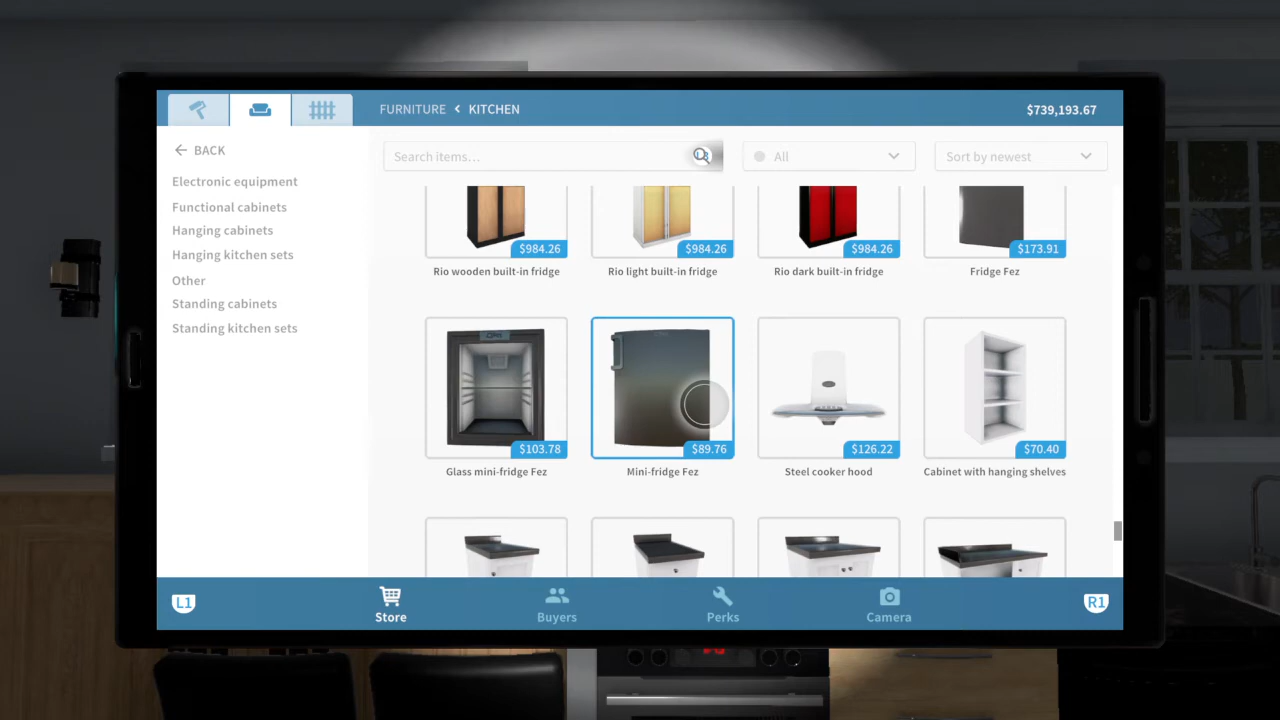 FURNITURE < KITCHEN
$739,193.67
BACK
Search items...
All
Sort by newest
Electronic equipment
Functional cabinets
Hanging cabinets
Hanging kitchen sets
Other
Standing cabinets
Standing kitchen sets
$984.26
$984.26
$984.26
$173.91
Rio wooden built-in fridge
Rio light built-in fridge
Rio dark built-in fridge
Fridge Fez
$103.78
$89.76
$126.22
$70.40
Glass mini-fridge Fez
Mini-fridge Fez
Steel cooker hood
Cabinet with hanging shelves
L1
Store
Buyers
Perks
Camera
R1